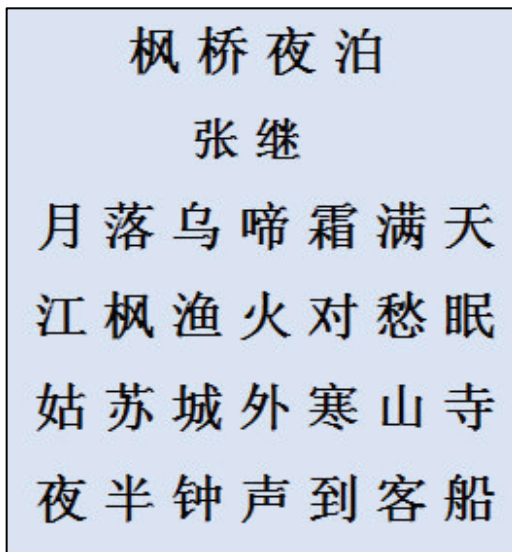 枫桥夜泊
张继
月落乌啼霜满天
江枫渔火对愁眠
姑苏城外寒山寺
夜半钟声到客船